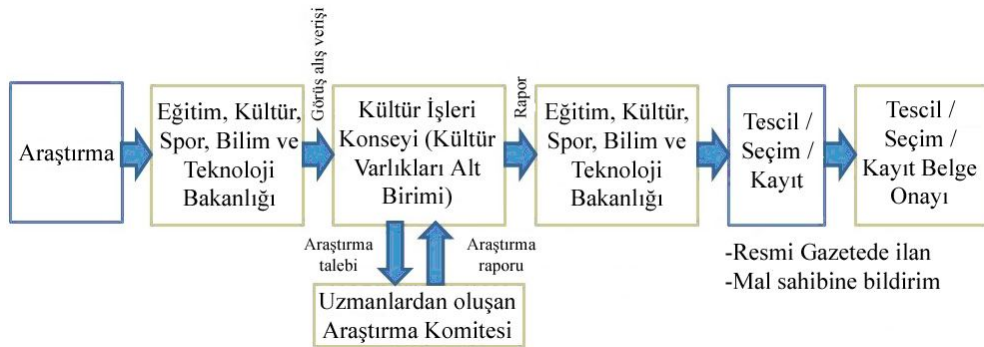 Araştırma
Eğitim, Kültür,
Spor, Bilim ve
Teknoloji
Bakanlığı
Görüş alış verişi
Kültür İşleri
Konseyi (Kültür
Varlıkları Alt
Birimi)
Rapor
Eğitim, Kültür,
Spor, Bilim ve
Teknoloji
Bakanlığı
Tescil /
Seçim /
Kayıt
Tescil /
Seçim /
Kayıt Belge
Onayı
Araştırma
talebi
Araştırma
raporu
-Resmi Gazetede ilan
-Mal sahibine bildirim
Uzmanlardan oluşan
Araştırma Komitesi